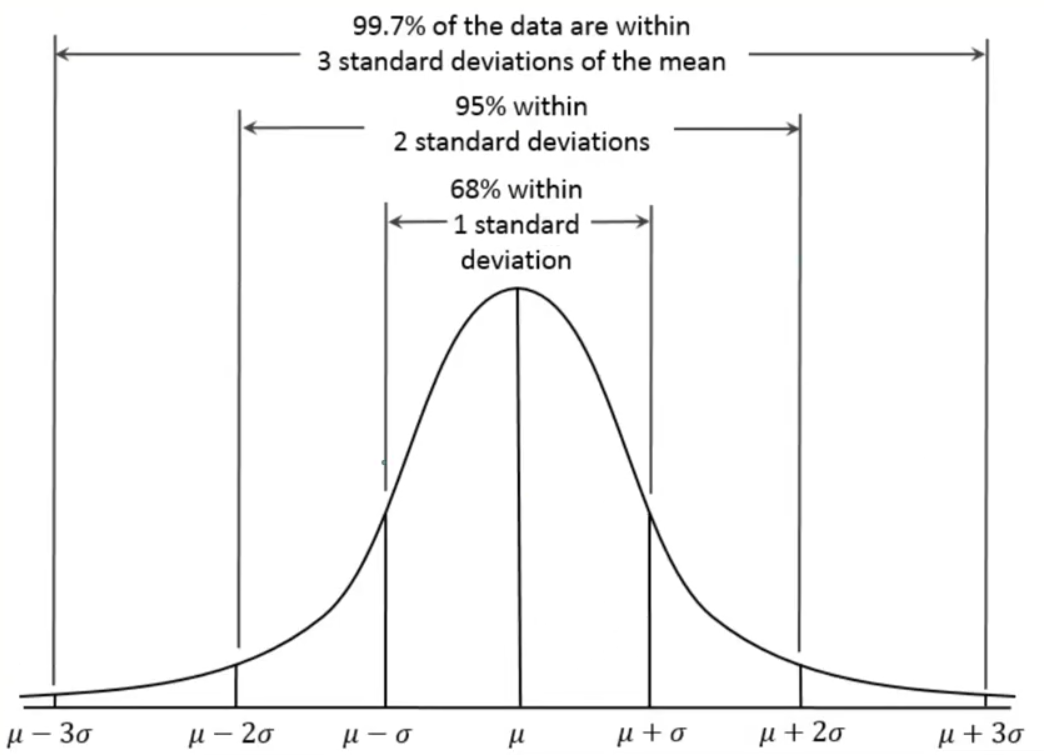 99.7% of the data are within
3 standard deviations of the mean
95% within
2 standard deviations
68% within
1 standard
deviation
μ − 3σ μ − 2σ μ − σ μ μ + σ μ + 2σ μ + 3σ